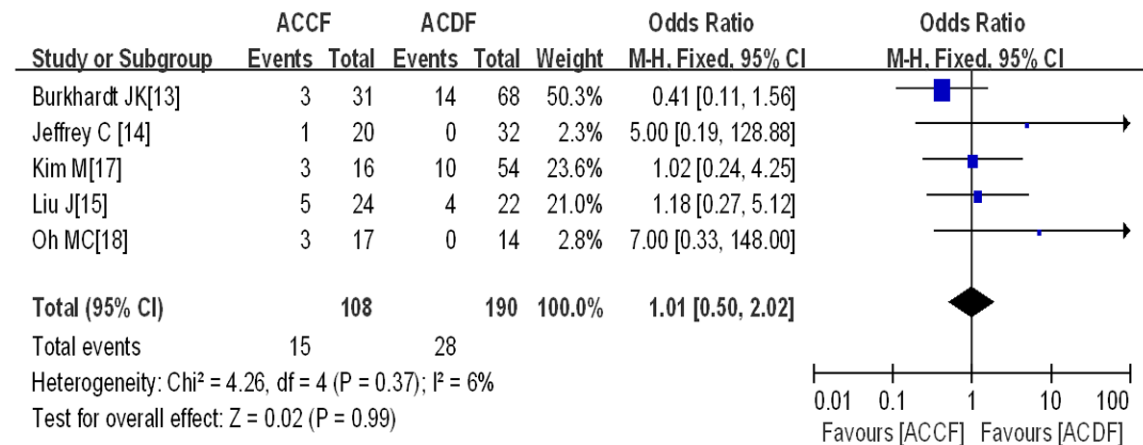 ACCF ACDF Odds Ratio Odds Ratio
Study or Subgroup Events Total Events Total Weight M-H, Fixed, 95% CI M-H, Fixed, 95% CI
Burkhardt JK[13] 3 31 14 68 50.3% 0.41 [0.11, 1.56]
Jeffrey C [14] 1 20 0 32 2.3% 5.00 [0.19, 128.88]
Kim M[17] 3 16 10 54 23.6% 1.02 [0.24, 4.25]
Liu J[15] 5 24 4 22 21.0% 1.18 [0.27, 5.12]
Oh MC[18] 3 17 0 14 2.8% 7.00 [0.33, 148.00]
Total (95% CI) 108 190 100.0% 1.01 [0.50, 2.02]
Total events 15 28
Heterogeneity: Chi² = 4.26, df = 4 (P = 0.37); I² = 6%
Test for overall effect: Z = 0.02 (P = 0.99)
0.01 0.1 1 10 100
Favours [ACCF] Favours [ACDF]